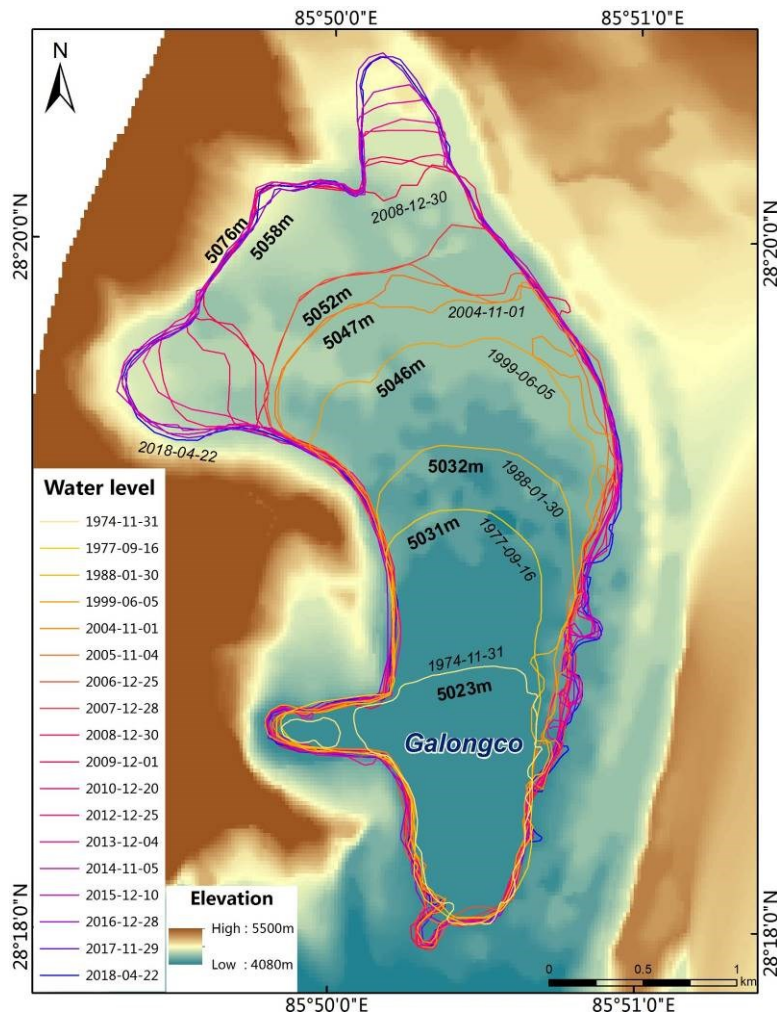 85°50'0"E
85°51'0"E
N
28°20'0"N
28°20'0"N
2008-12-30
5076m
5058m
5052m
5047m
2004-11-01
5046m
1999-06-05
2018-04-22
5032m
1988-01-30
5031m
1977-09-16
1974-11-31
5023m
Galongco
Water level
1974-11-31
1977-09-16
1988-01-30
1999-06-05
2004-11-01
2005-11-04
2006-12-25
2007-12-28
2008-12-30
2009-12-01
2010-12-20
2012-12-25
2013-12-04
2014-11-05
2015-12-10
2016-12-28
2017-11-29
2018-04-22
Elevation
High : 5500m
Low : 4080m
28°18'0"N
28°18'0"N
0 0.5 1
km
85°50'0"E
85°51'0"E